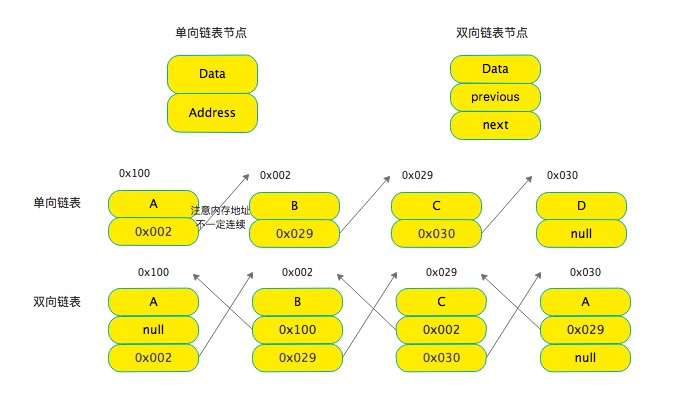 单向链表节点
双向链表节点
Data
Address
Data
previous
next
0x100
0x002
0x029
0x030
单向链表
A
B
C
D
注意内存地址
不一定连续
0x002
0x029
0x030
null
0x100
0x002
0x029
0x030
双向链表
A
B
C
A
null
0x100
0x002
0x029
0x002
0x029
0x030
null